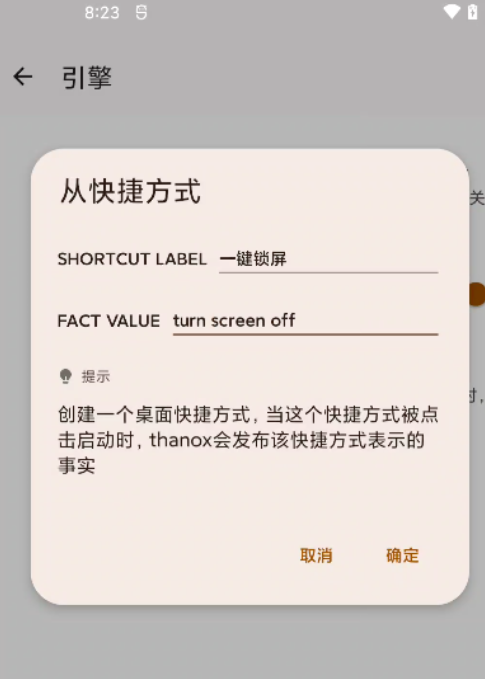 8:23
引擎
关
从快捷方式
SHORTCUT LABEL 一键锁屏
FACT VALUE turn screen off
提示
时，
创建一个桌面快捷方式，当这个快捷方式被点
击启动时，thanox会发布该快捷方式表示的
事实
取消 确定